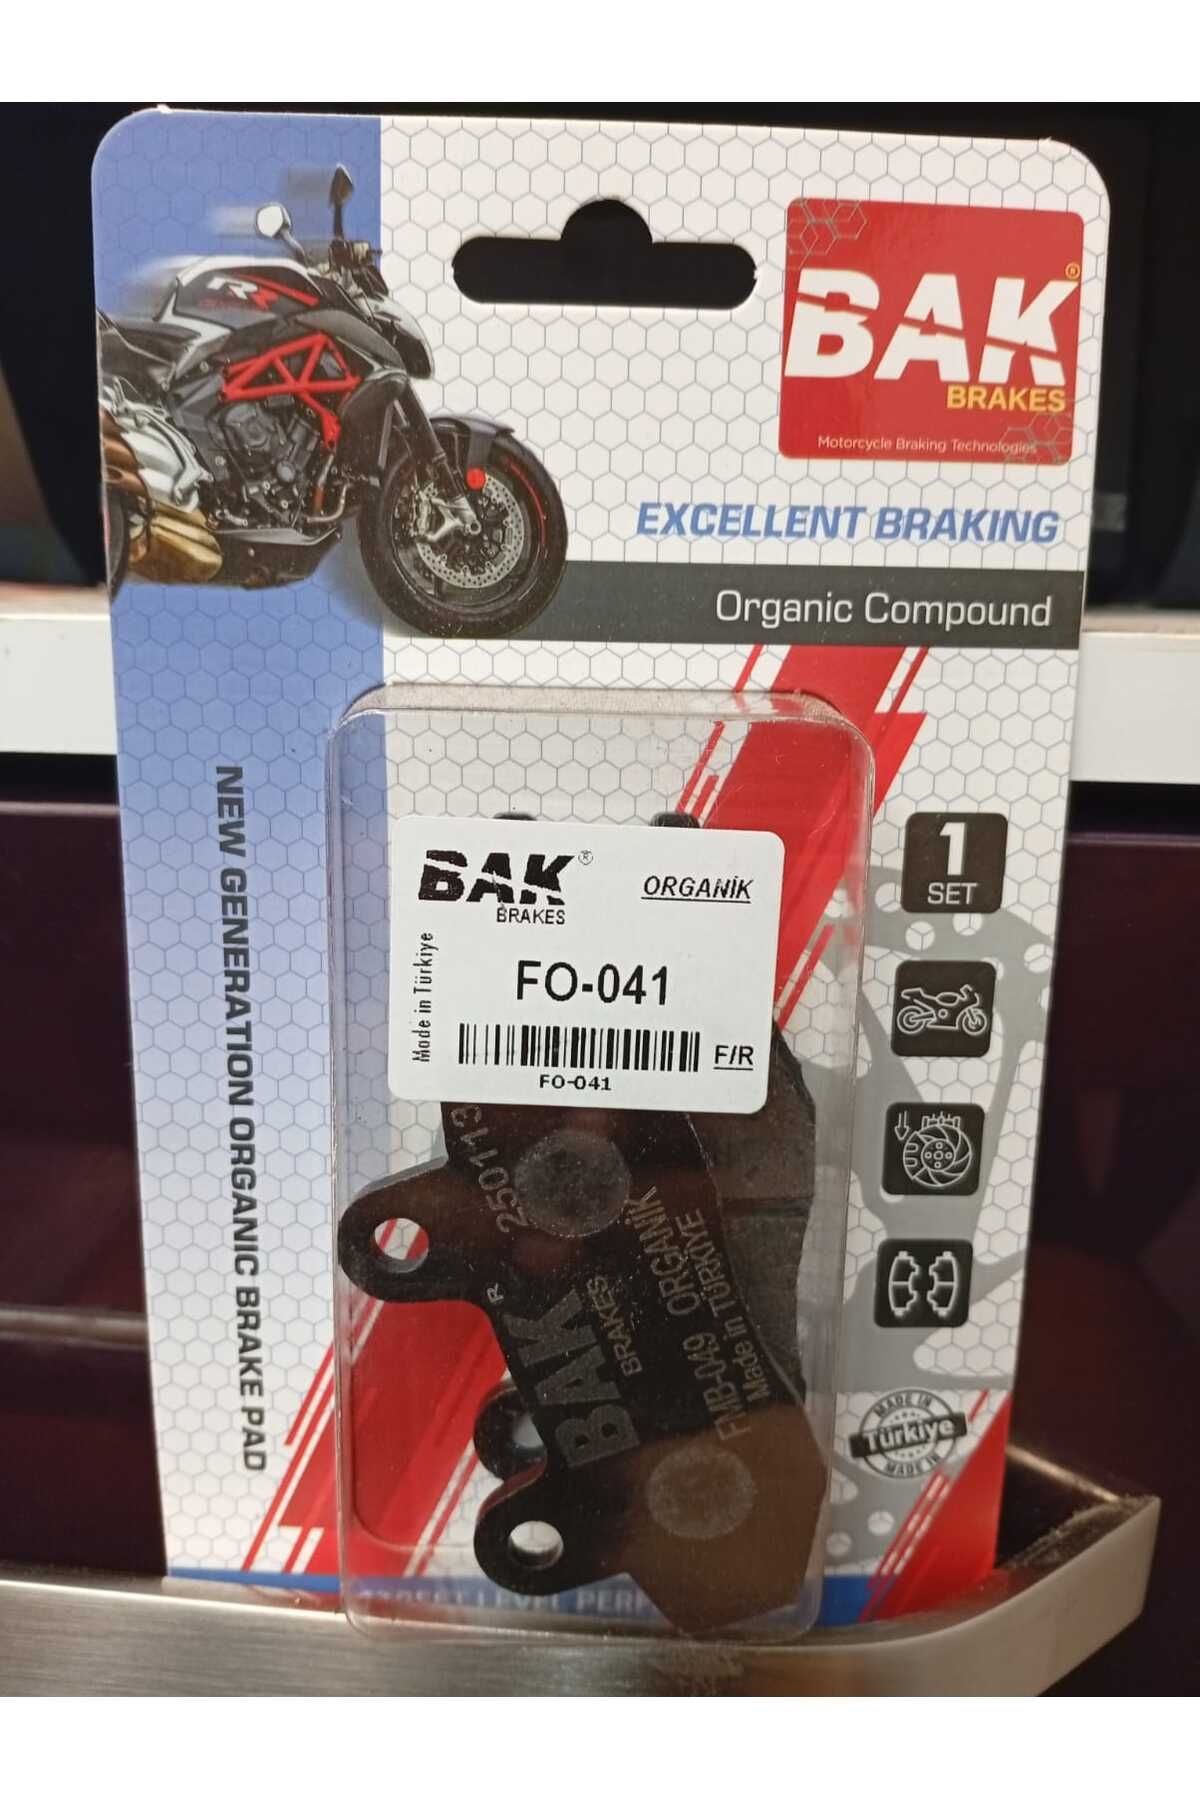 RR
BAK®
BRAKES
Motorcycle Braking Technologies
EXCELLENT BRAKING
Organic Compound
NEW GENERATION ORGANIC BRAKE PAD
1
SET
BAK®
BRAKES
ORGANİK
Made in Türkiye
FO-041
F/R
FO-041
250113
BAK R
BRAKES
FMB-049 ORGANİK
Made in TÜRKİYE
MADE IN
Türkiye
MADE IN
LEVEL